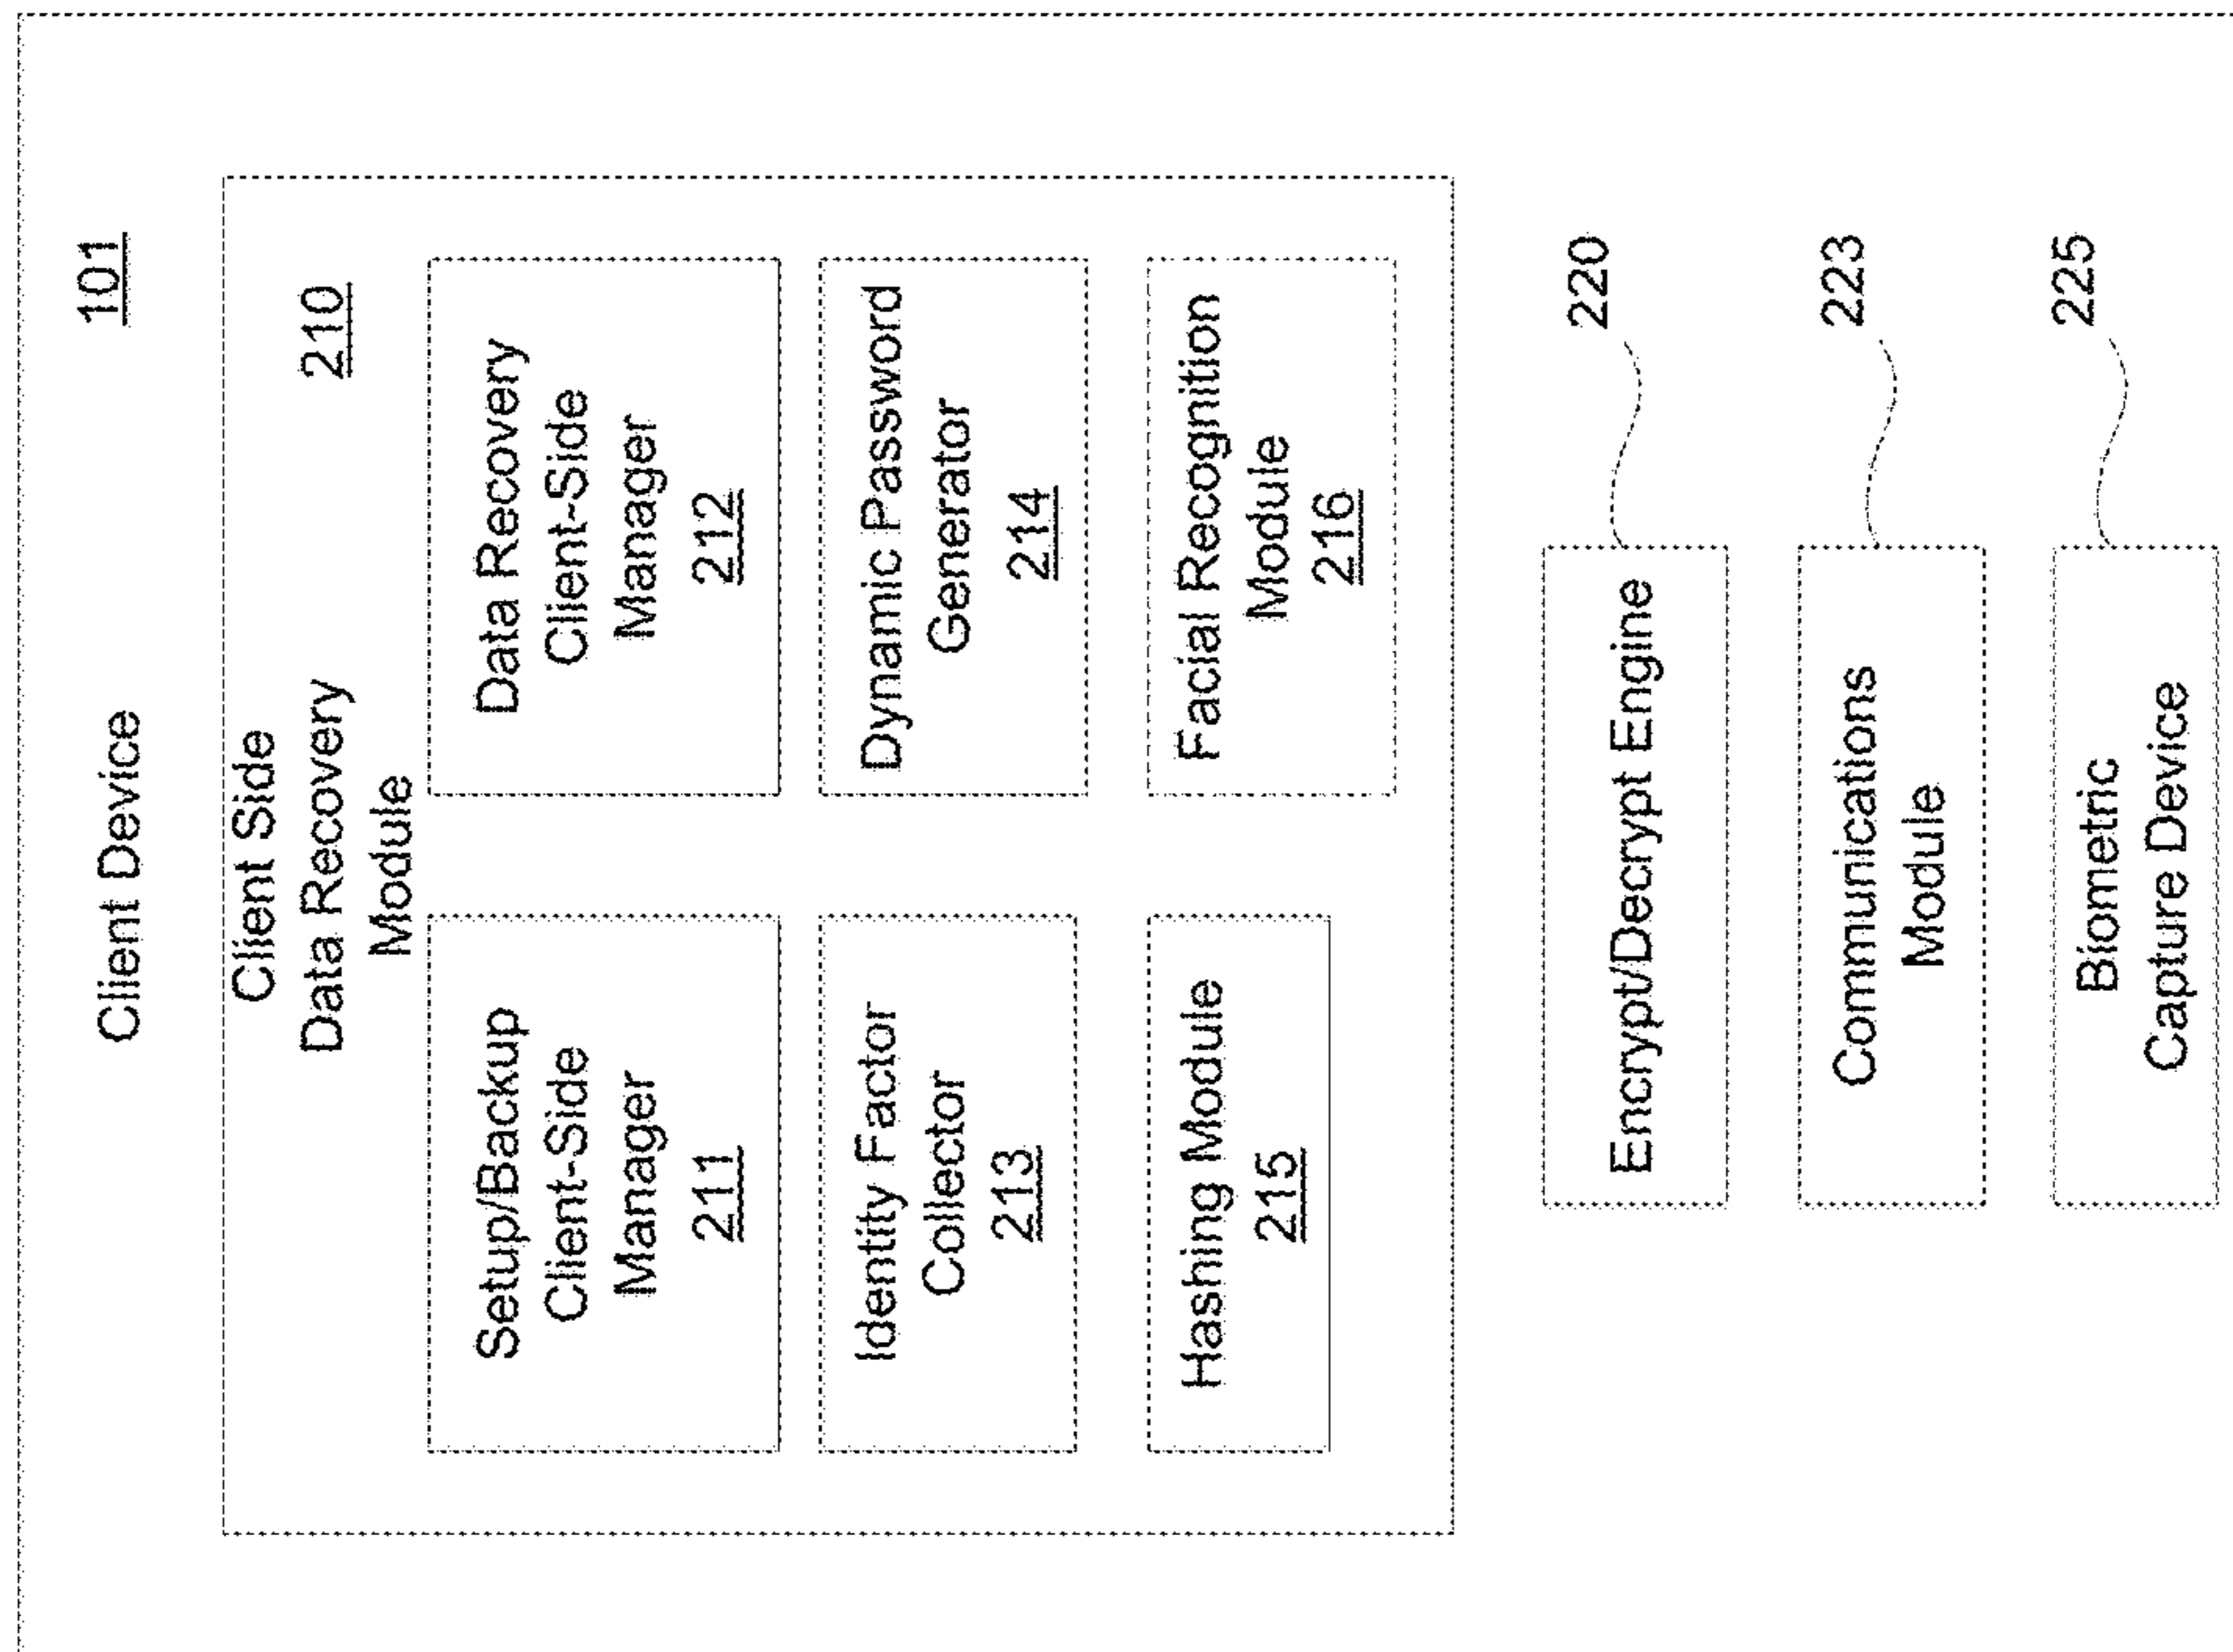 Client Device
101
Client Side
Data Recovery
Module
210
Setup/Backup
Client-Side
Manager
211
Data Recovery
Client-Side
Manager
212
Identity Factor
Collector
213
Dynamic Password
Generator
214
Hashing Module
215
Facial Recognition
Module
216
Encrypt/Decrypt Engine
220
Communications
Module
223
Biometric
Capture Device
225